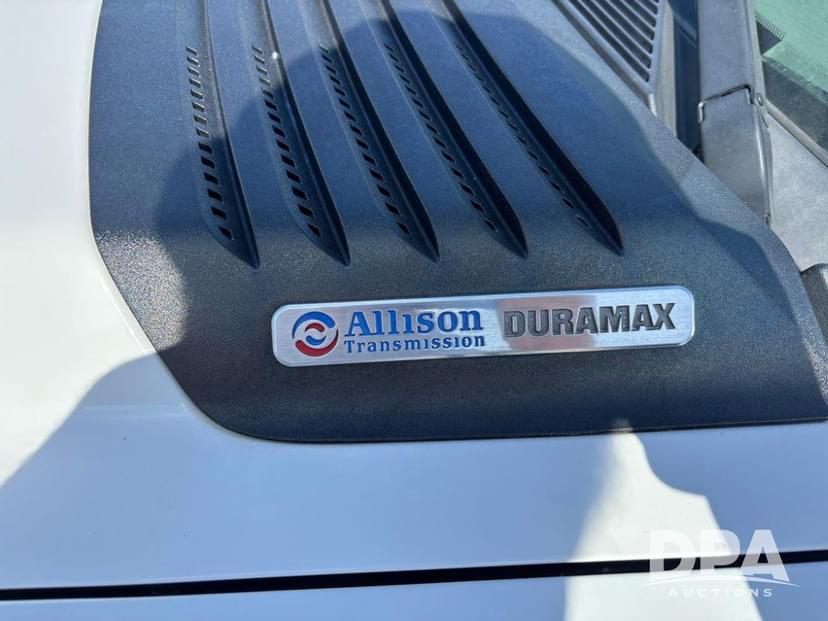 Allison DURAMAX
Transmission
DPA
AUCTIONS